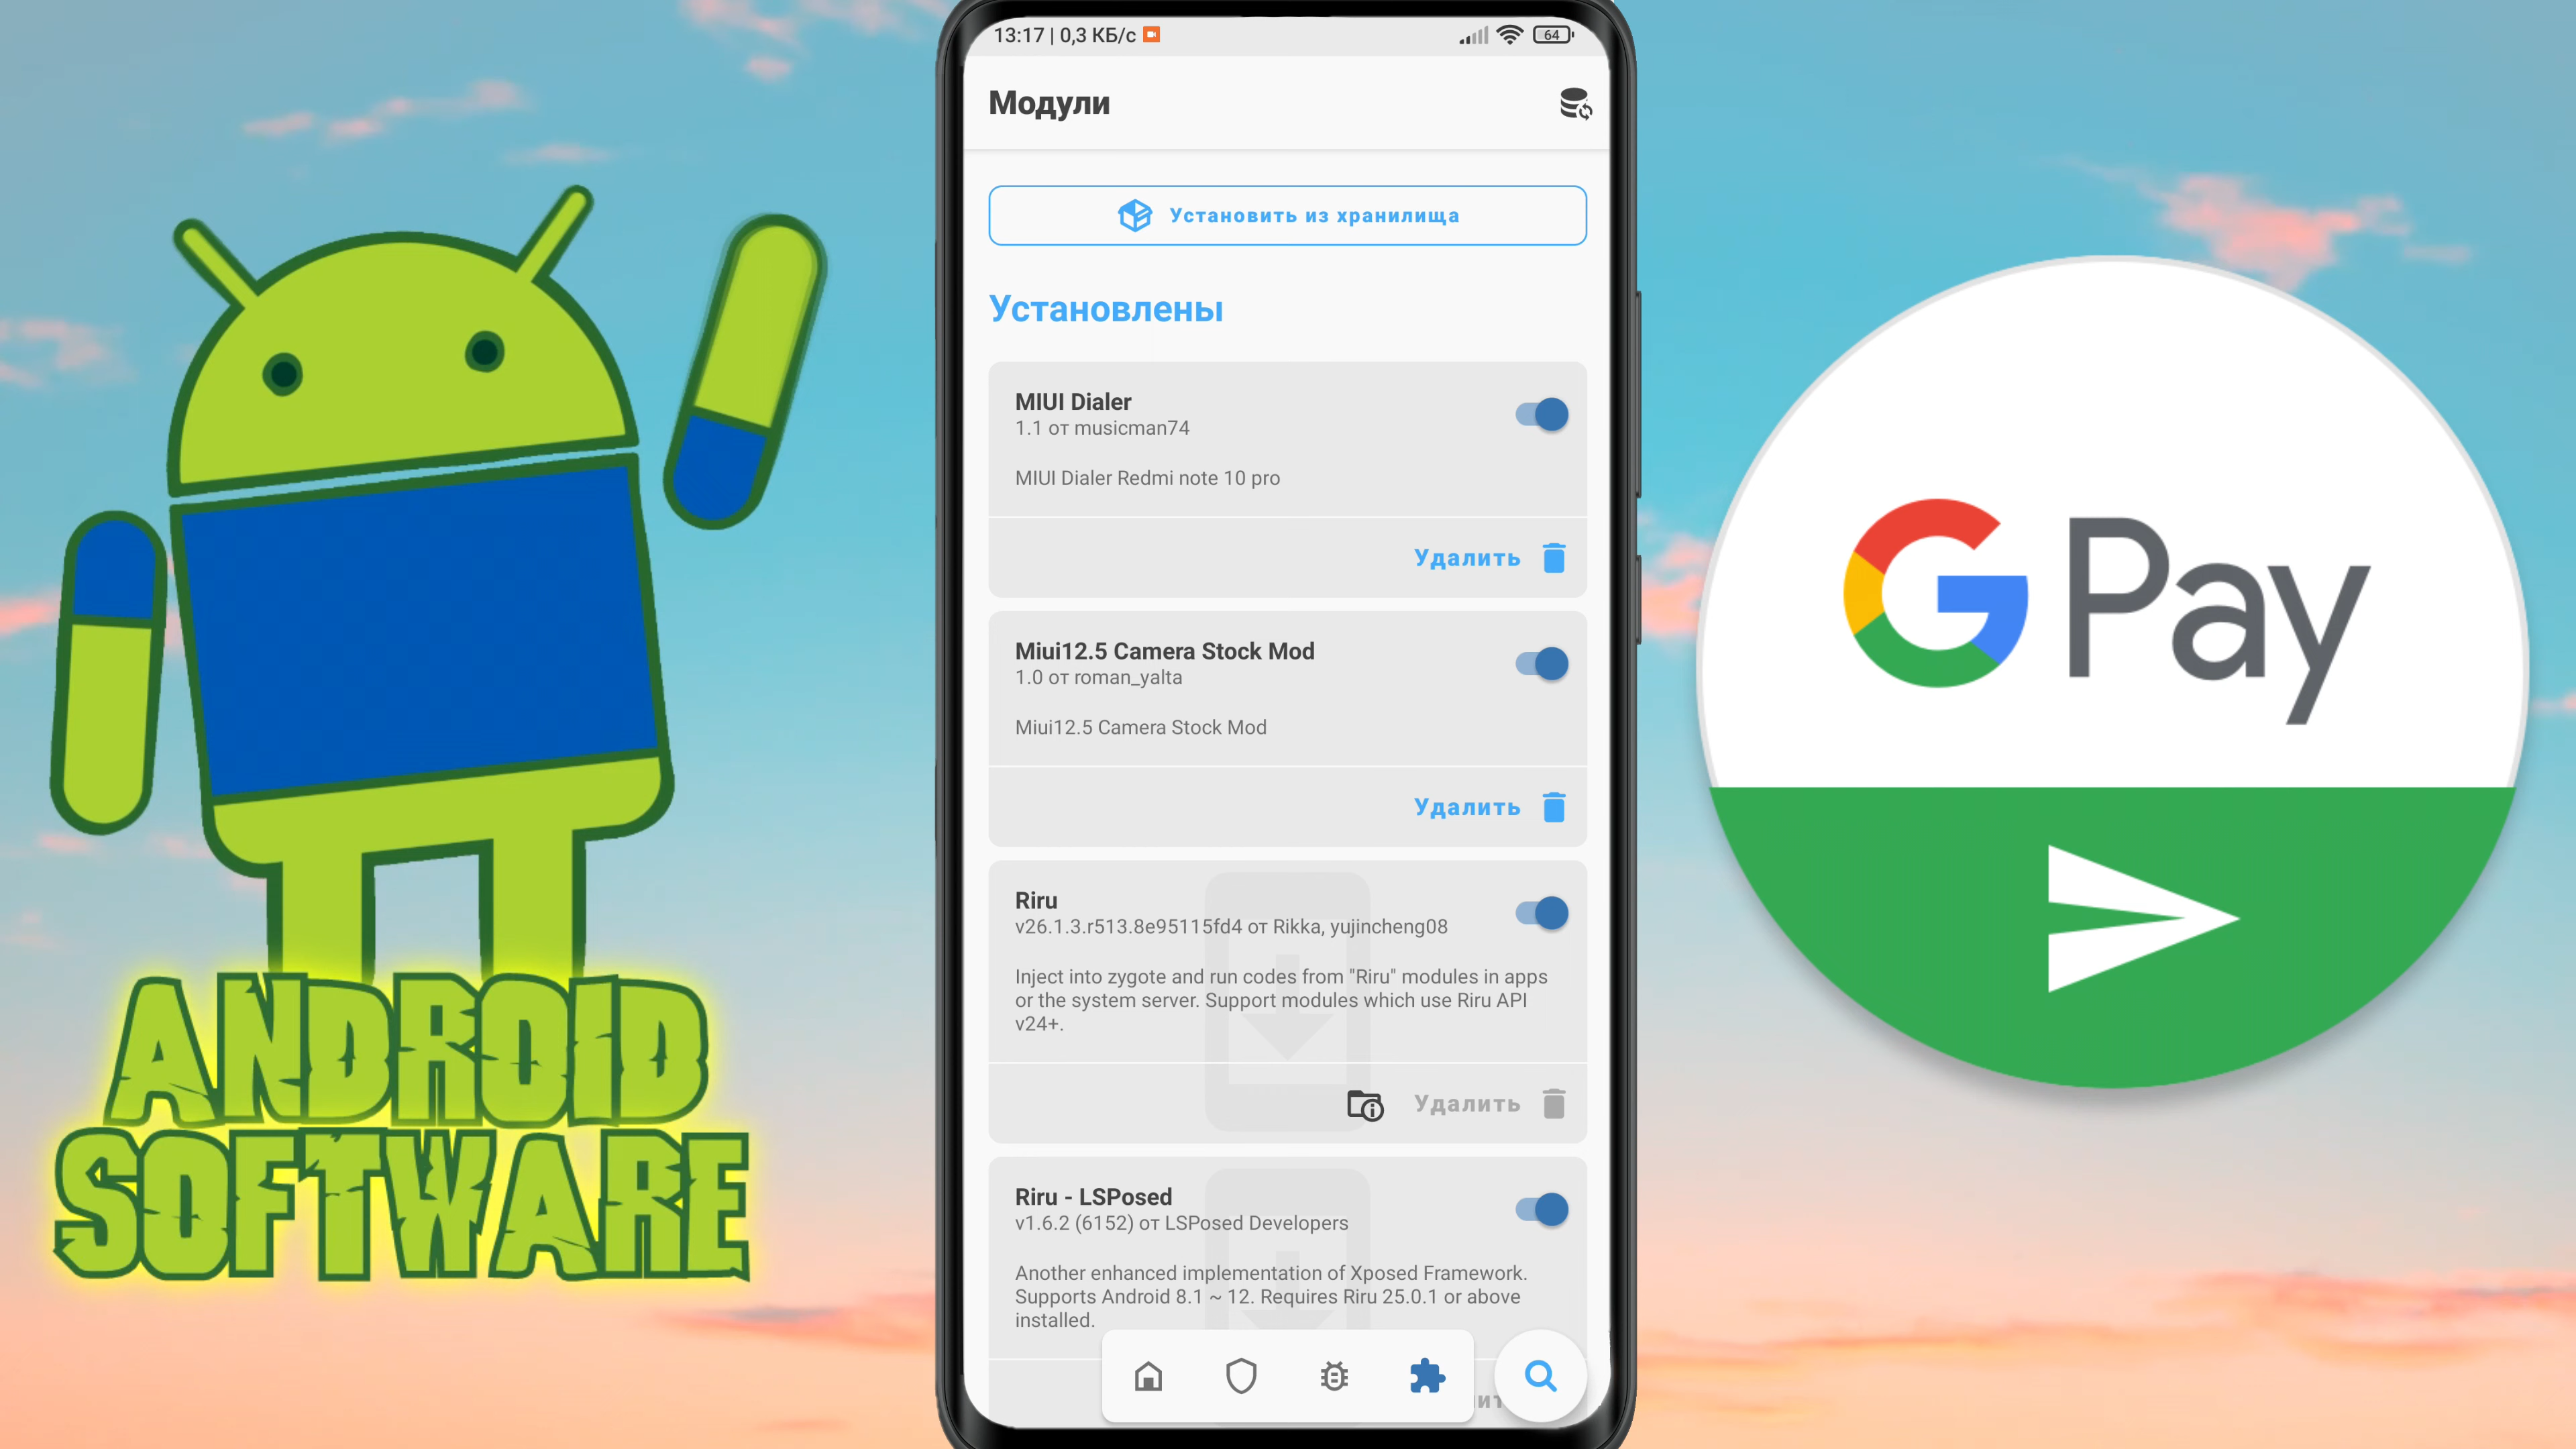 13:17 | 0,3 КБ/с
64
Модули
Установить из хранилища
Установлены
MIUI Dialer
1.1 от musicman74
MIUI Dialer Redmi note 10 pro
Удалить
Miui12.5 Camera Stock Mod
1.0 от roman_yalta
Miui12.5 Camera Stock Mod
Удалить
Riru
v26.1.3.r513.8e95115fd4 от Rikka, yujincheng08
Inject into zygote and run codes from "Riru" modules in apps
or the system server. Support modules which use Riru API
v24+.
Удалить
Riru - LSPosed
v1.6.2 (6152) от LSPosed Developers
Another enhanced implementation of Xposed Framework.
Supports Android 8.1 ~ 12. Requires Riru 25.0.1 or above
installed.
ANDROID
SOFTWARE
G Pay